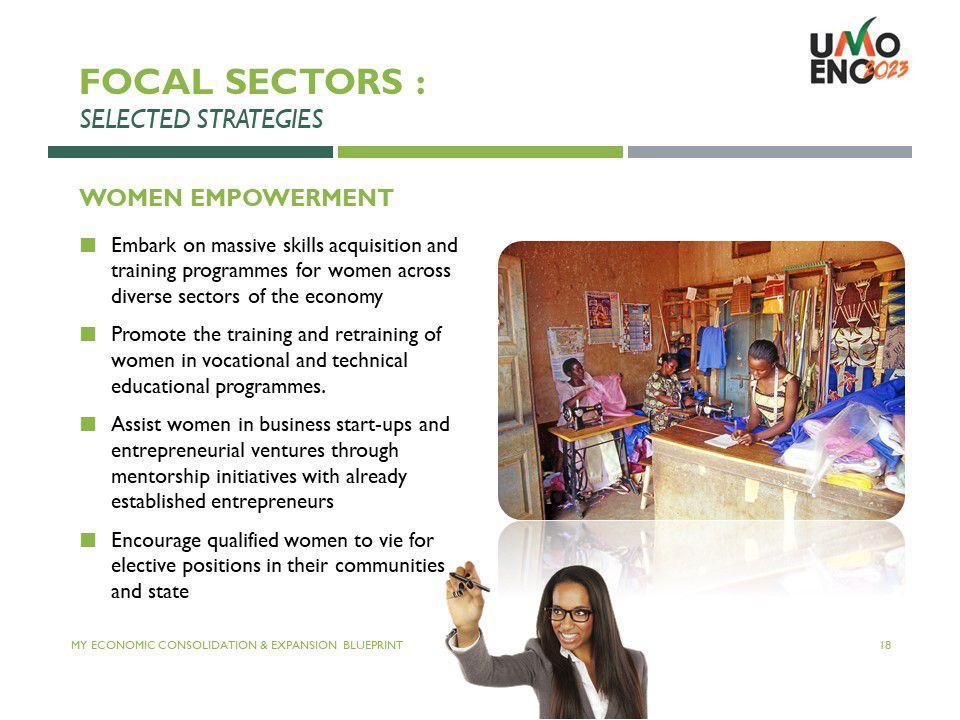 UMO
ENO 2023
FOCAL SECTORS :
SELECTED STRATEGIES
WOMEN EMPOWERMENT
Embark on massive skills acquisition and
training programmes for women across
diverse sectors of the economy
Promote the training and retraining of
women in vocational and technical
educational programmes.
Assist women in business start-ups and
entrepreneurial ventures through
mentorship initiatives with already
established entrepreneurs
Encourage qualified women to vie for
elective positions in their communities
and state
MY ECONOMIC CONSOLIDATION & EXPANSION BLUEPRINT
18